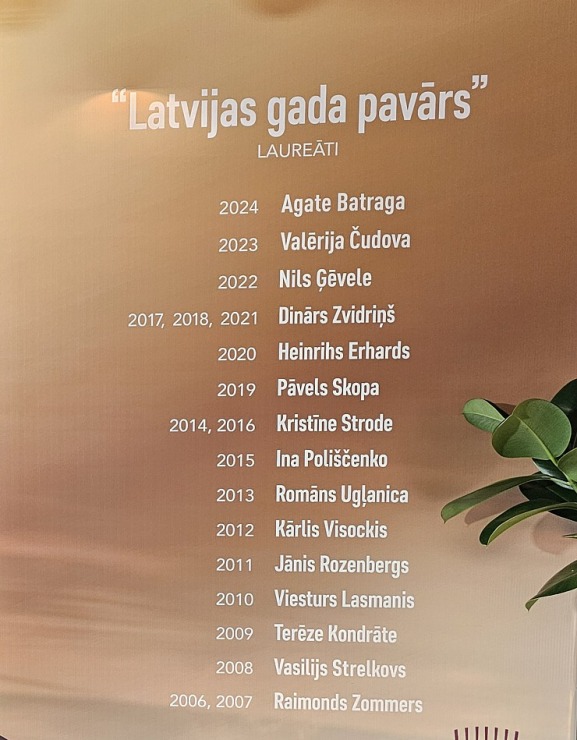 “Latvijas gada pavārs”
LAUREĀTI
2024 Agate Batraga
2023 Valērija Čudova
2022 Nils Ģēvele
2017, 2018, 2021 Dinārs Zvidriņš
2020 Heinrihs Erhards
2019 Pāvels Skopa
2014, 2016 Kristīne Strode
2015 Ina Poliščenko
2013 Romāns Ugļanica
2012 Kārlis Visockis
2011 Jānis Rozenbergs
2010 Viesturs Lasmanis
2009 Terēze Kondrāte
2008 Vasilijs Strelkovs
2006, 2007 Raimonds Zommers